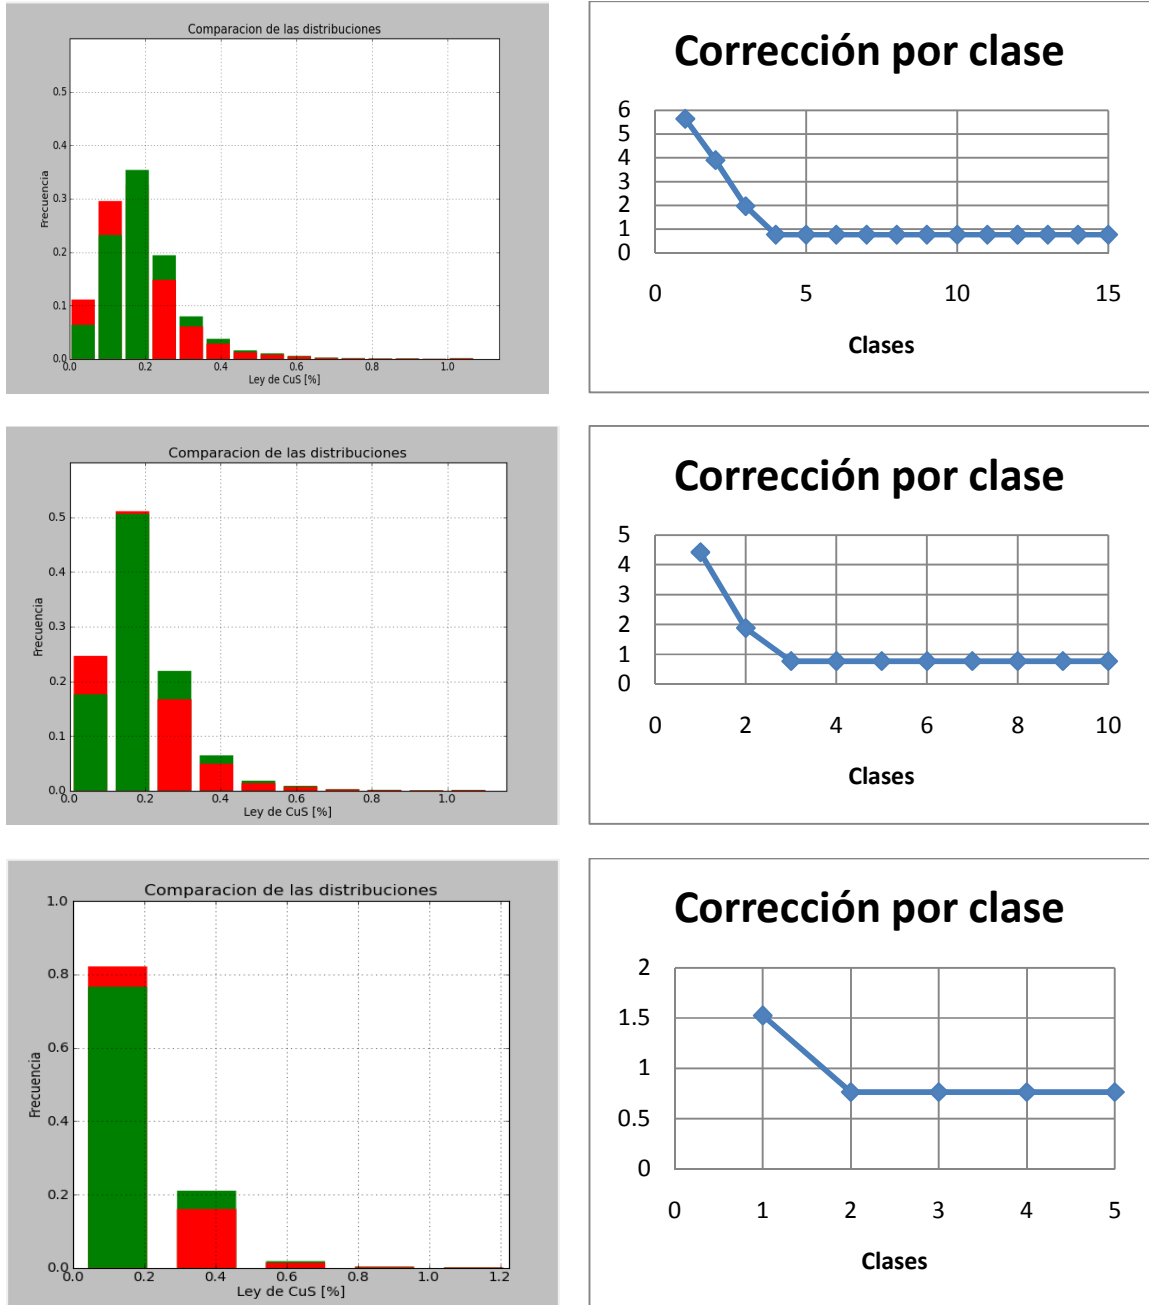 Comparacion de las distribuciones
0.5
0.4
0.3
0.2
0.1
0.0
Frecuencia
0.0 0.2 0.4 0.6 0.8 1.0
Ley de CuS [%]
Corrección por clase
6
5
4
3
2
1
0
0 5 10 15
Clases
Comparacion de las distribuciones
0.5
0.4
0.3
0.2
0.1
0.0
Frecuencia
0.0 0.2 0.4 0.6 0.8 1.0
Ley de CuS [%]
Corrección por clase
5
4
3
2
1
0
0 2 4 6 8 10
Clases
Comparacion de las distribuciones
1.0
0.8
0.6
0.4
0.2
0.0
Frecuencia
0.0 0.2 0.4 0.6 0.8 1.0 1.2
Ley de CuS [%]
Corrección por clase
2
1.5
1
0.5
0
0 1 2 3 4 5
Clases